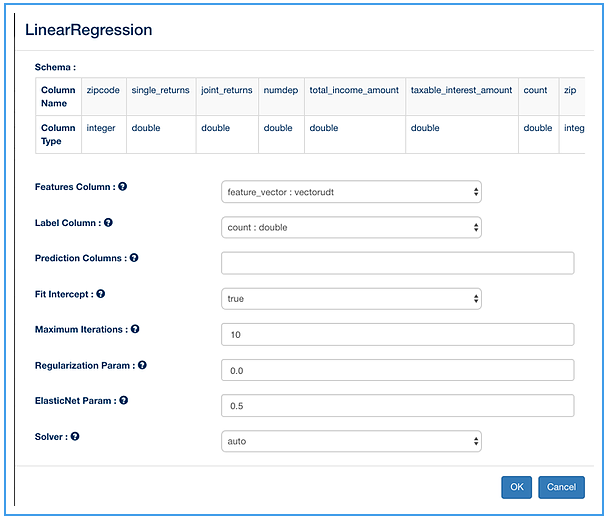 LinearRegression
Schema :
Column Name zipcode single_returns joint_returns numdep total_income_amount taxable_interest_amount count zip
Column Type integer double double double double double double integ
Features Column : ? feature_vector : vectorudt
Label Column : ? count : double
Prediction Columns : ?
Fit Intercept : ? true
Maximum Iterations : ? 10
Regularization Param : ? 0.0
ElasticNet Param : ? 0.5
Solver : ? auto
OK Cancel